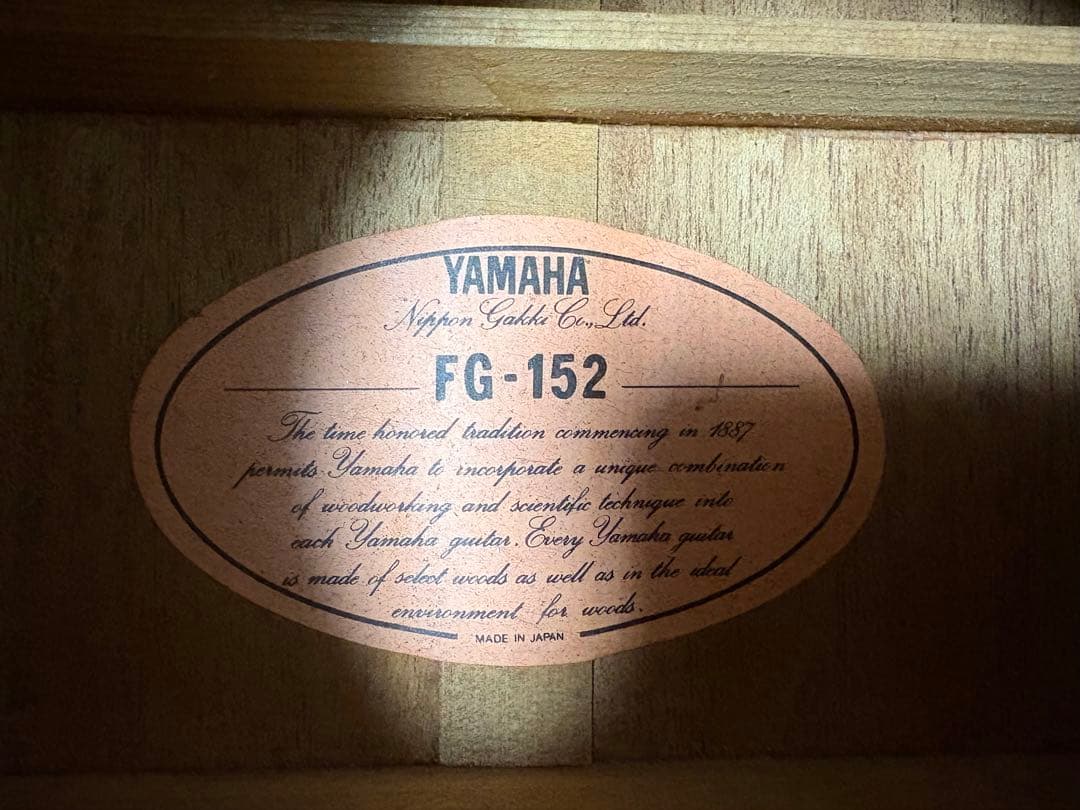 YAMAHA
Nippon Gakki Co., Ltd.
FG-152
The time honored tradition commencing in 1887
permits Yamaha to incorporate a unique combination
of woodworking and scientific technique into
each Yamaha guitar. Every Yamaha guitar
is made of select woods as well as in the ideal
environment for woods.
MADE IN JAPAN